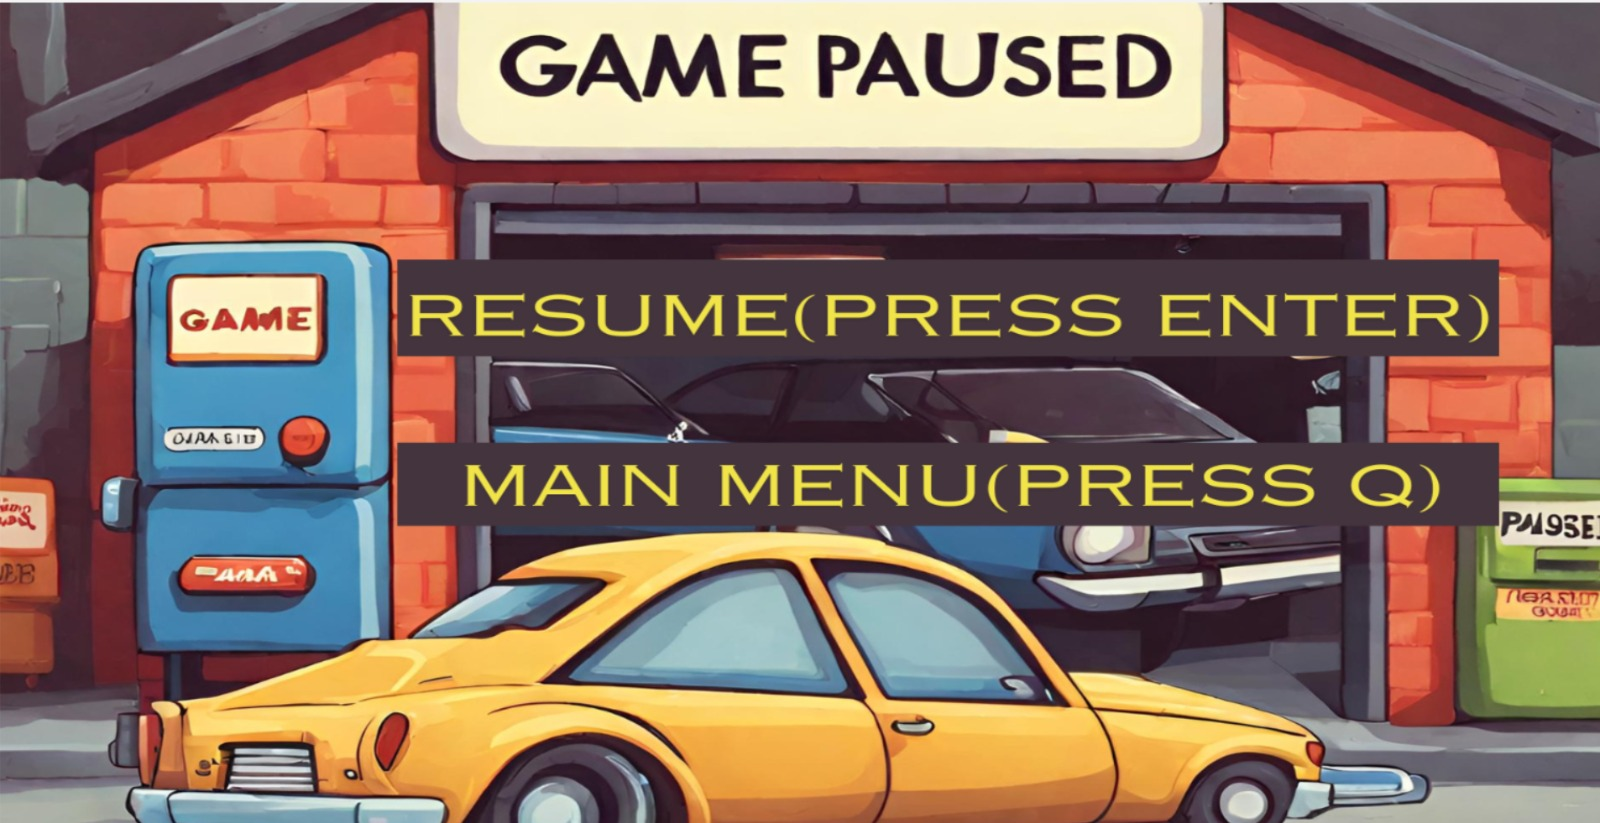 GAME PAUSED
GAME
RESUME(PRESS ENTER)
MAIN MENU(PRESS Q)